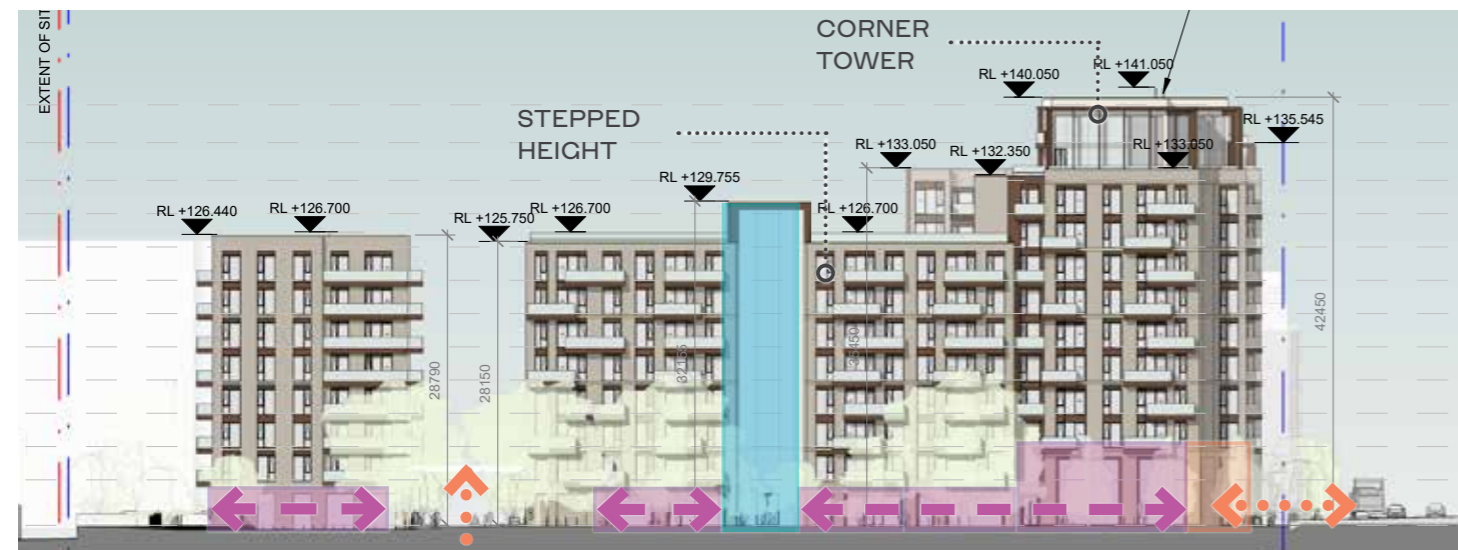 EXTENT OF SIT
CORNER
TOWER
STEPPED
HEIGHT
RL +140.050
RL +141.050
RL +135.545
RL +133.050
RL +132.350
RL +133.050
RL +129.755
RL +126.440
RL +126.700
RL +125.750
RL +126.700
RL +126.700
28790
28150
32155
35450
42450